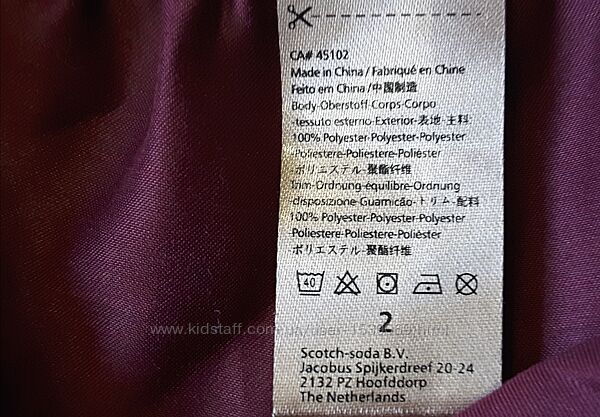 CA# 45102
Made in China / Fabriqué en Chine
Feito em China /中国制造
Body-Oberstoff-Corps-Corpo
tessuto esterno-Exterior-表地-主料
100% Polyester-Polyester-Polyester
Poliestere-Poliestere-Poliéster
ポリエステル-聚酯纤维
Trim-Ordnung-équilibre-Ordnung
disposizione-Guarnicão-トリム-配料
100% Polyester-Polyester-Polyester
Poliestere-Poliestere-Poliéster
ポリエステル-聚酯纤维
40
2
Scotch-soda B.V.
Jacobus Spijkerdreef 20-24
2132 PZ Hoofddorp
The Netherlands